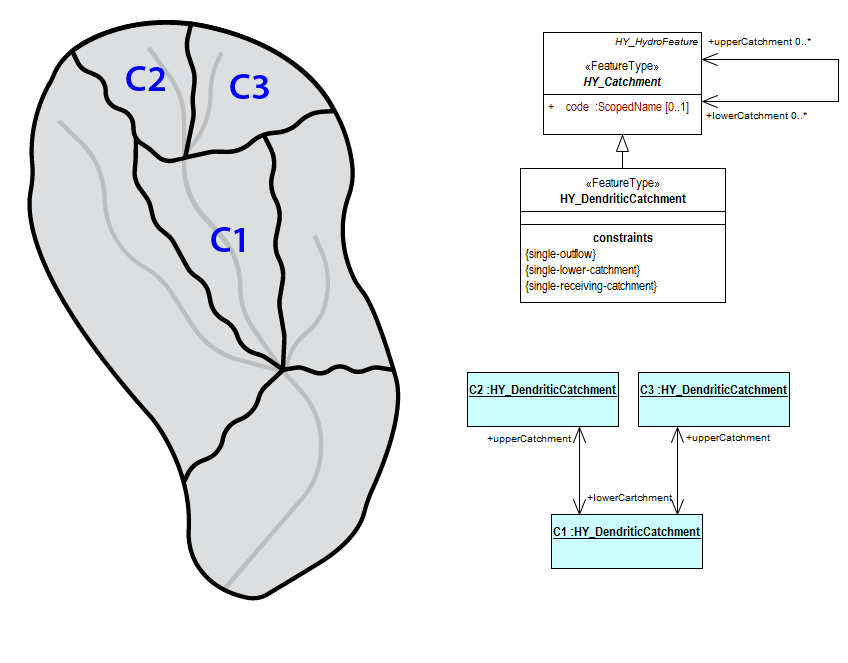 C2
C3
C1
HY_HydroFeature
«FeatureType»
HY_Catchment
+ code :ScopedName [0..1]
+upperCatchment 0..*
+lowerCatchment 0..*
«FeatureType»
HY_DendriticCatchment
constraints
{single-outflow}
{single-lower-catchment}
{single-receiving-catchment}
C2 :HY_DendriticCatchment
C3 :HY_DendriticCatchment
+upperCatchment
+upperCatchment
+lowerCartchment
C1 :HY_DendriticCatchment